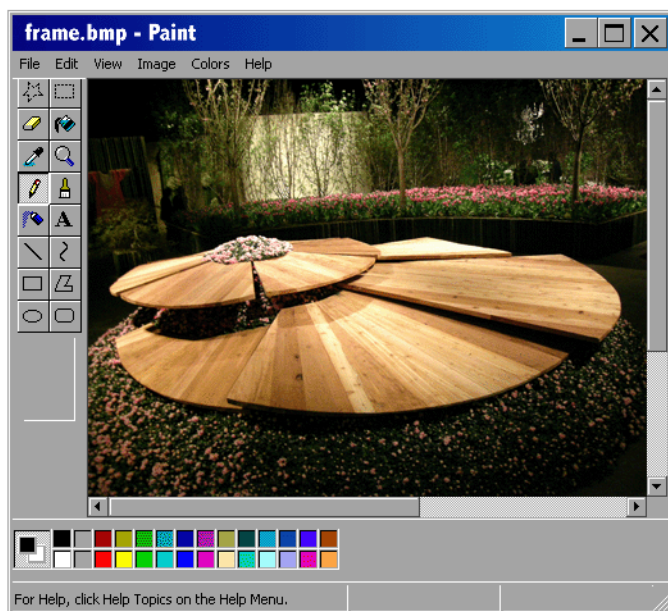 frame.bmp - Paint
File Edit View Image Colors Help
A
For Help, click Help Topics on the Help Menu.